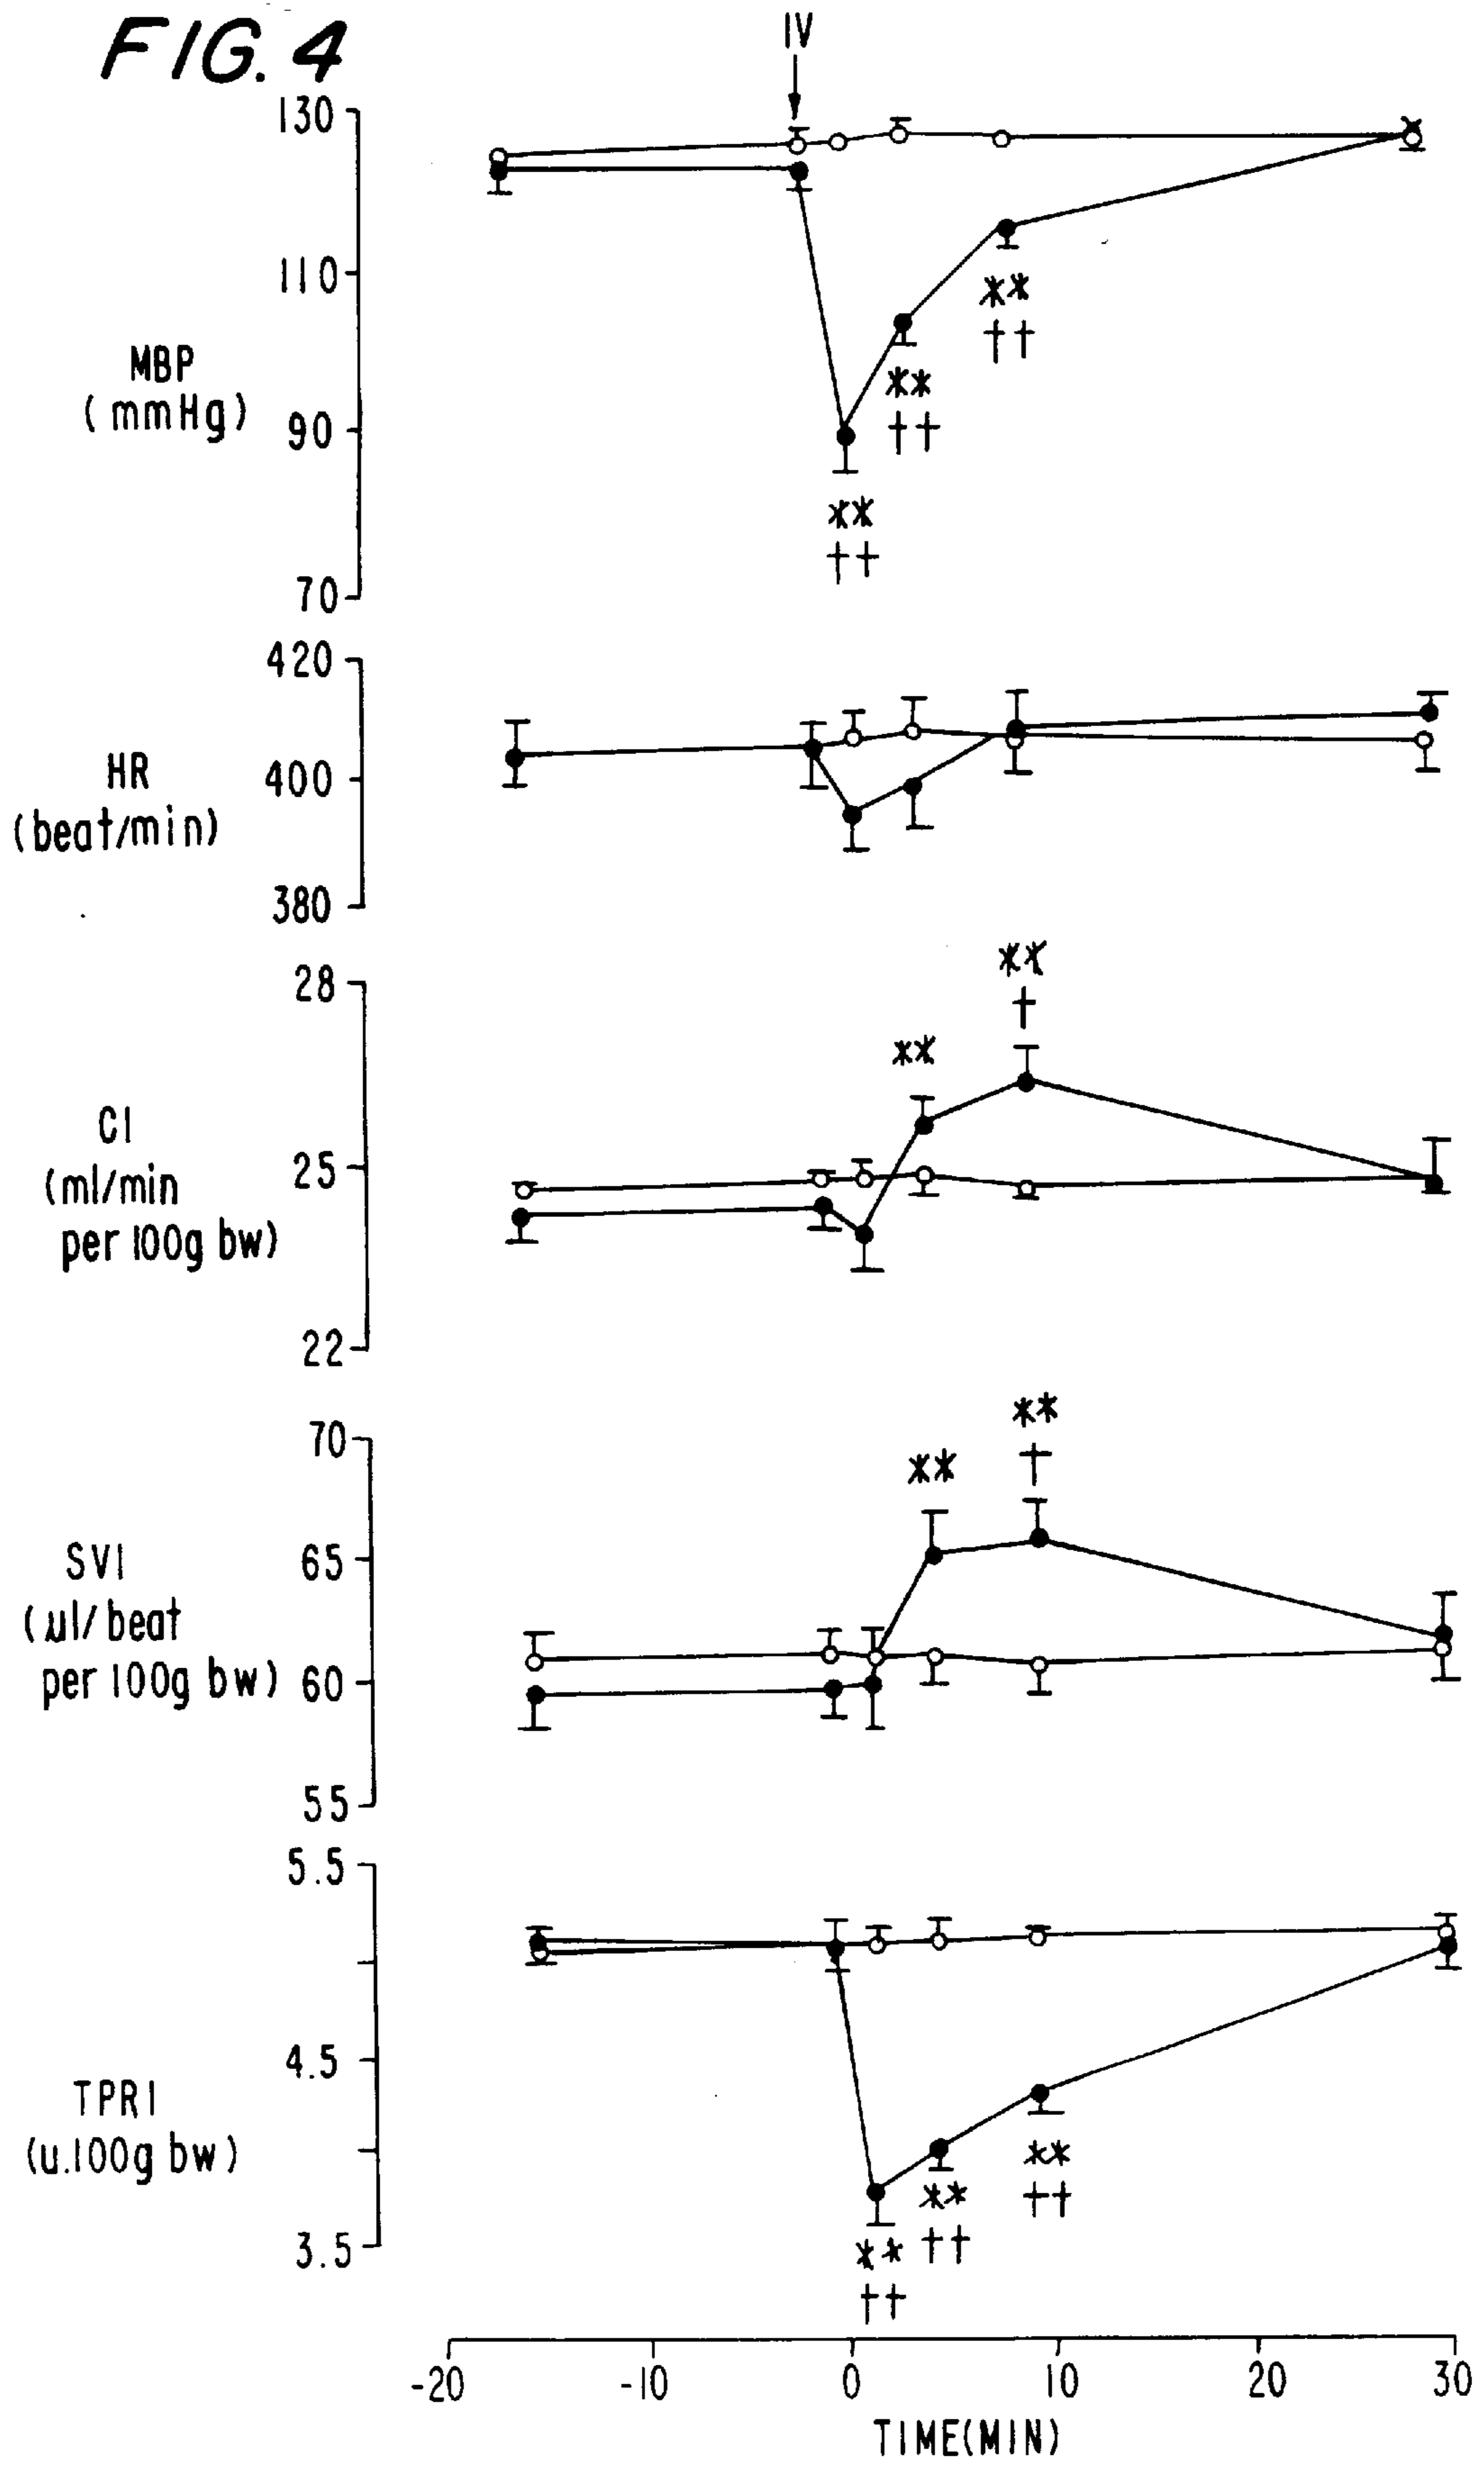 FIG. 4
IV
130
110
MBP
(mmHg)
90
70
**
††
**
††
**
††
420
HR
400
(beat/min)
380
28
**
†
**
CI
25
(ml/min
per 100g bw)
22
70
**
†
**
SVI
65
(μl/beat
per 100g bw)
60
55
5.5
4.5
TPRI
(u.100g bw)
3.5
**
††
**
††
**
††
-20 -10 0 10 20 30
TIME(MIN)